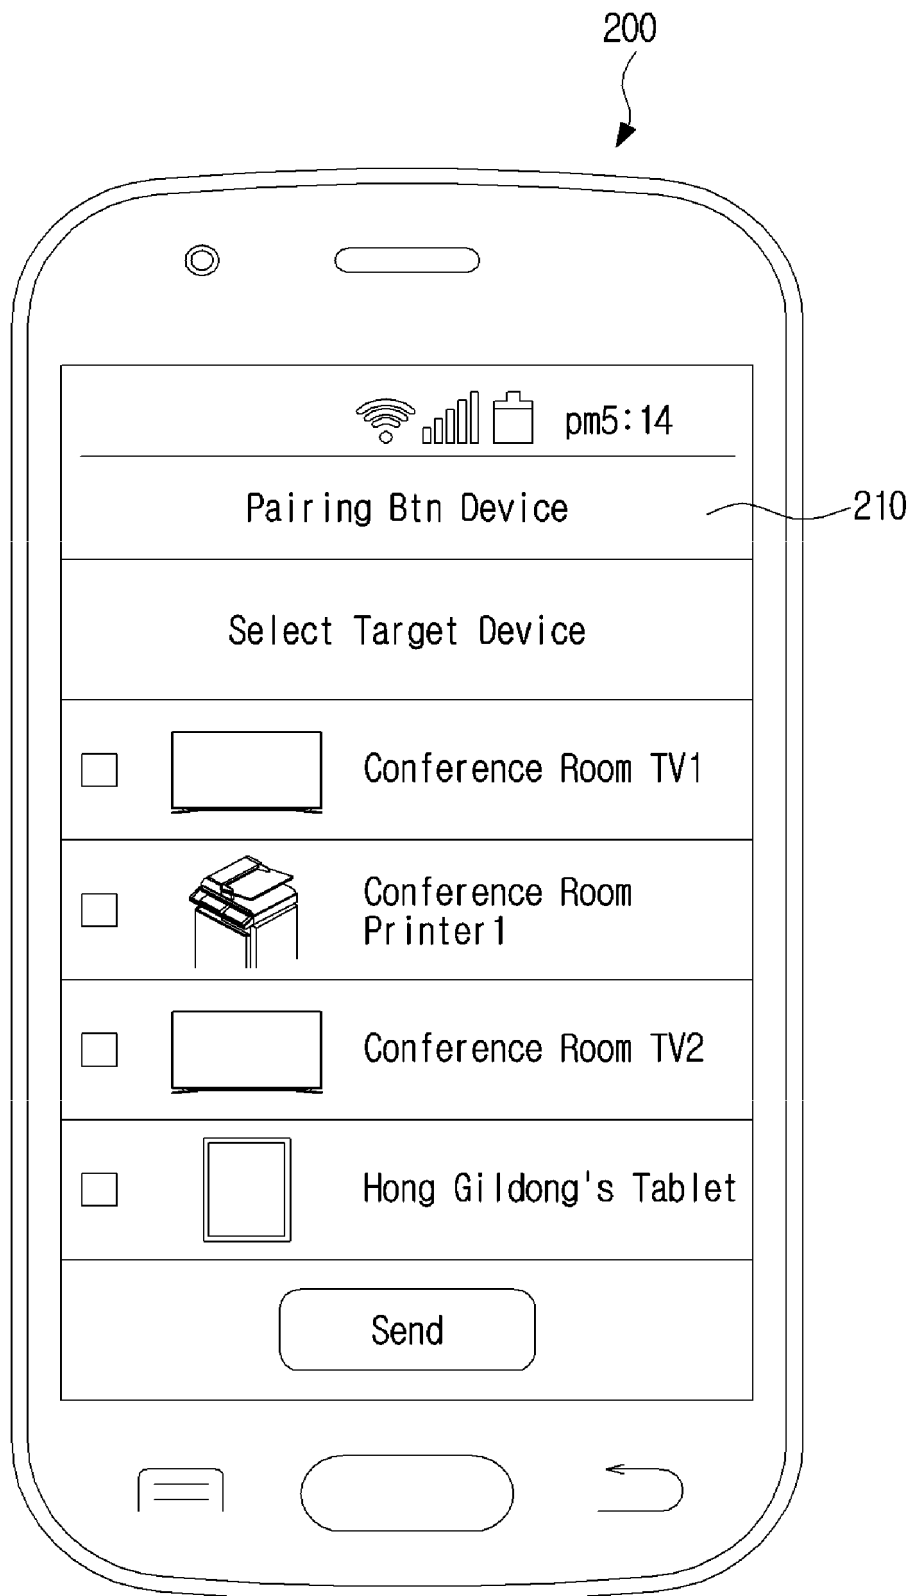 200
pm5:14
Pairing Btn Device
210
Select Target Device
Conference Room TV1
Conference Room
Printer1
Conference Room TV2
Hong Gildong's Tablet
Send